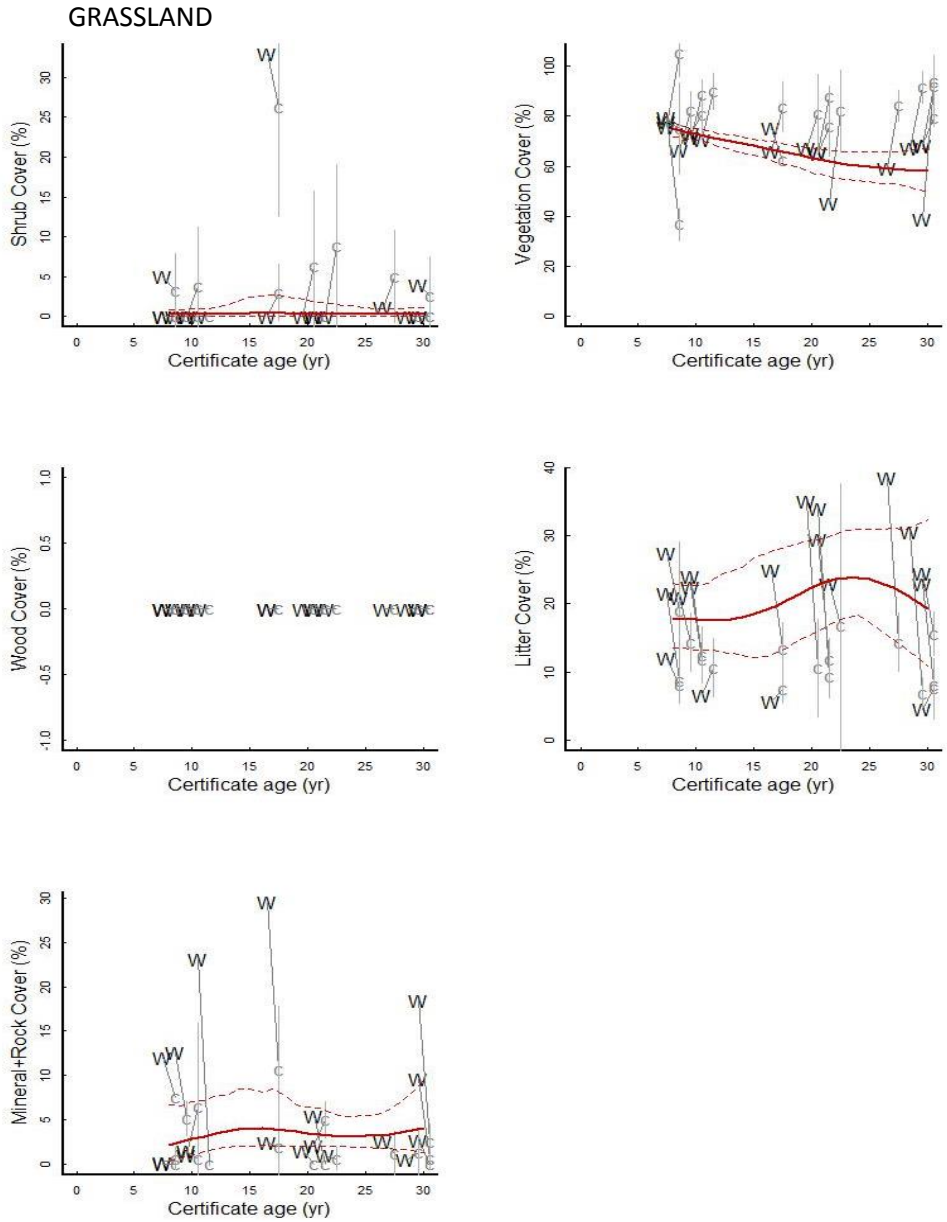 GRASSLAND
Shrub Cover (%)
0 5 10 15 20 25 30
0 5 10 15 20 25 30
Certificate age (yr)
Vegetation Cover (%)
0 20 40 60 80 100
0 5 10 15 20 25 30
Certificate age (yr)
Wood Cover (%)
-1.0 -0.5 0.0 0.5 1.0
0 5 10 15 20 25 30
Certificate age (yr)
Litter Cover (%)
0 10 20 30 40
0 5 10 15 20 25 30
Certificate age (yr)
Mineral+Rock Cover (%)
0 5 10 15 20 25 30
0 5 10 15 20 25 30
Certificate age (yr)